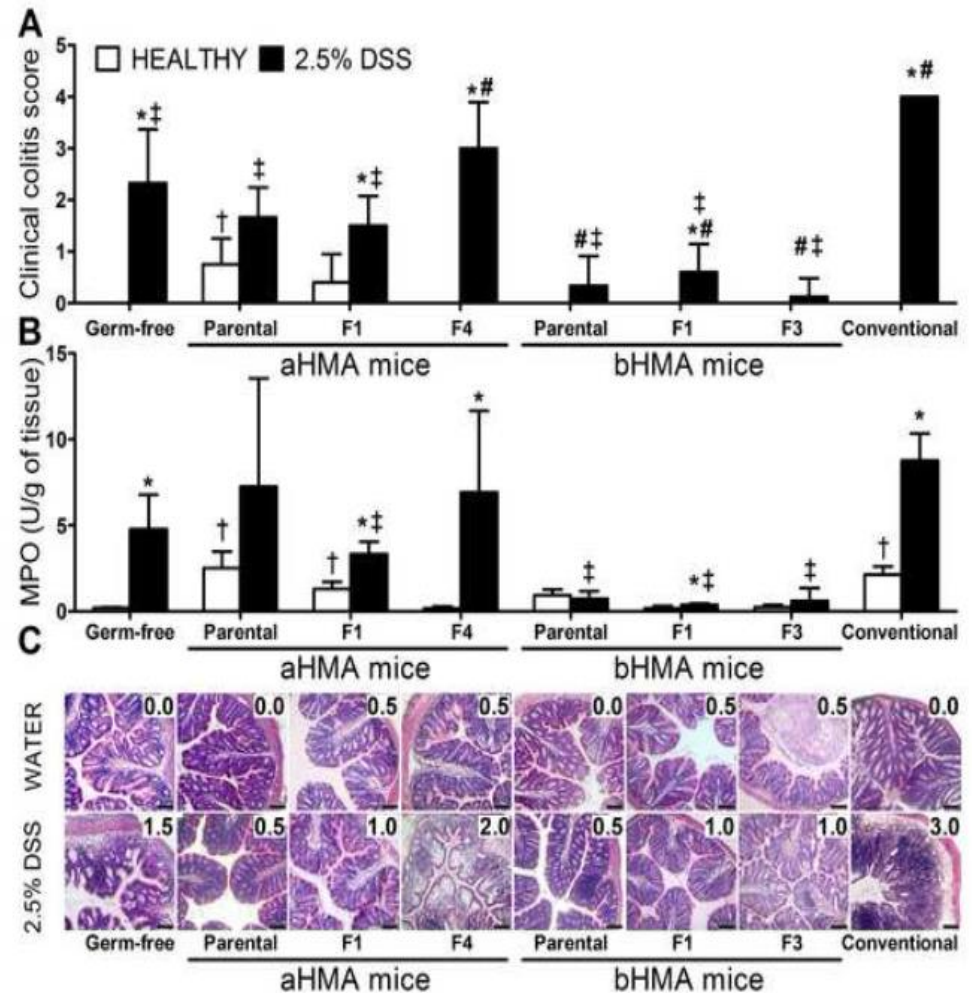 A
Clinical colitis score
5
4
3
2
1
0
HEALTHY 2.5% DSS
*‡
†
‡
*‡
*#
#‡
‡
*#
#‡
*#
Germ-free Parental F1 F4 Parental F1 F3 Conventional
aHMA mice bHMA mice
B
MPO (U/g of tissue)
15
10
5
0
*
†
†
*‡
*
‡
*‡
‡
†
*
Germ-free Parental F1 F4 Parental F1 F3 Conventional
aHMA mice bHMA mice
C
WATER
0.0 0.0 0.5 0.5 0.0 0.5 0.5 0.0
2.5% DSS
1.5 0.5 1.0 2.0 0.5 1.0 1.0 3.0
Germ-free Parental F1 F4 Parental F1 F3 Conventional
aHMA mice bHMA mice